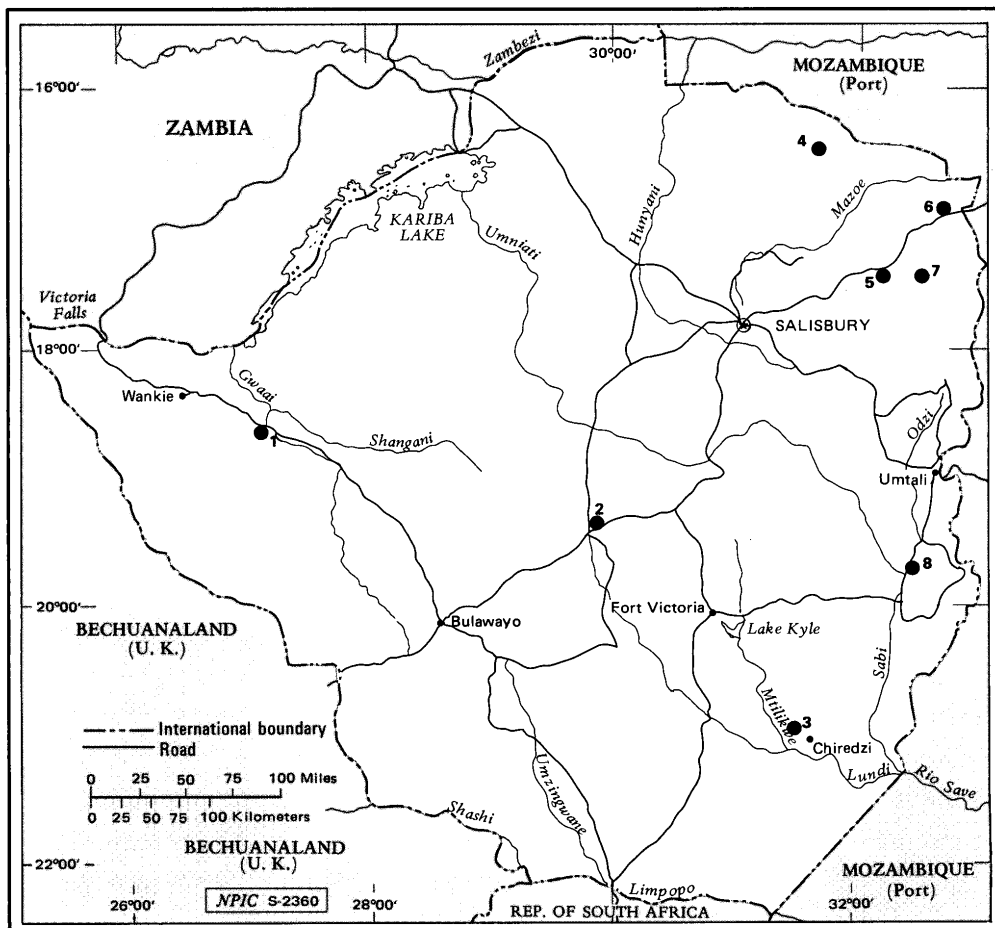 30°00'
Zambezi
MOZAMBIQUE
(Port)
16°00'
ZAMBIA
4
Hunyani
Mazoe
6
KARIBA
LAKE
Umniati
5
7
Victoria
Falls
SALISBURY
18°00'
Gwaai
Wankie
1
Shangani
Odzi
Umtali
2
8
20°00'
Fort Victoria
Bulawayo
Lake Kyle
BECHUANALAND
(U. K.)
Sabi
Mtilikwe
3
Chiredzi
International boundary
Road
0 25 50 75 100 Miles
0 25 50 75 100 Kilometers
Lundi
Rio Save
Umzingwane
Shashi
BECHUANALAND
(U. K.)
22°00'
MOZAMBIQUE
(Port)
NPIC S-2360
Limpopo
26°00'
28°00'
REP. OF SOUTH AFRICA
32°00'